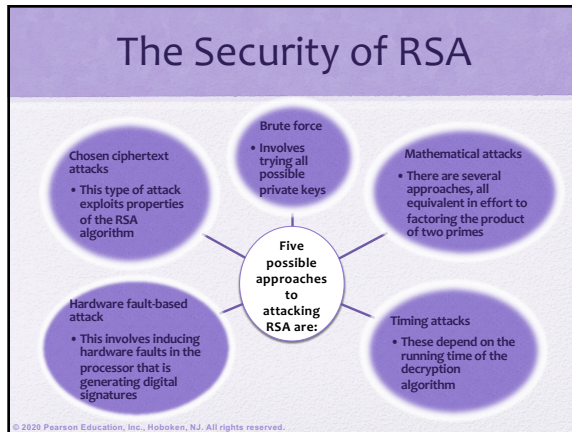 The Security of RSA
Brute force
• Involves
trying all
possible
private keys
Chosen ciphertext
attacks
• This type of attack
exploits properties
of the RSA
algorithm
Mathematical attacks
• There are several
approaches, all
equivalent in effort to
factoring the product
of two primes
Five
possible
approaches
to
attacking
RSA are:
Hardware fault-based
attack
• This involves inducing
hardware faults in the
processor that is
generating digital
signatures
Timing attacks
• These depend on the
running time of the
decryption
algorithm
© 2020 Pearson Education, Inc., Hoboken, NJ. All rights reserved.